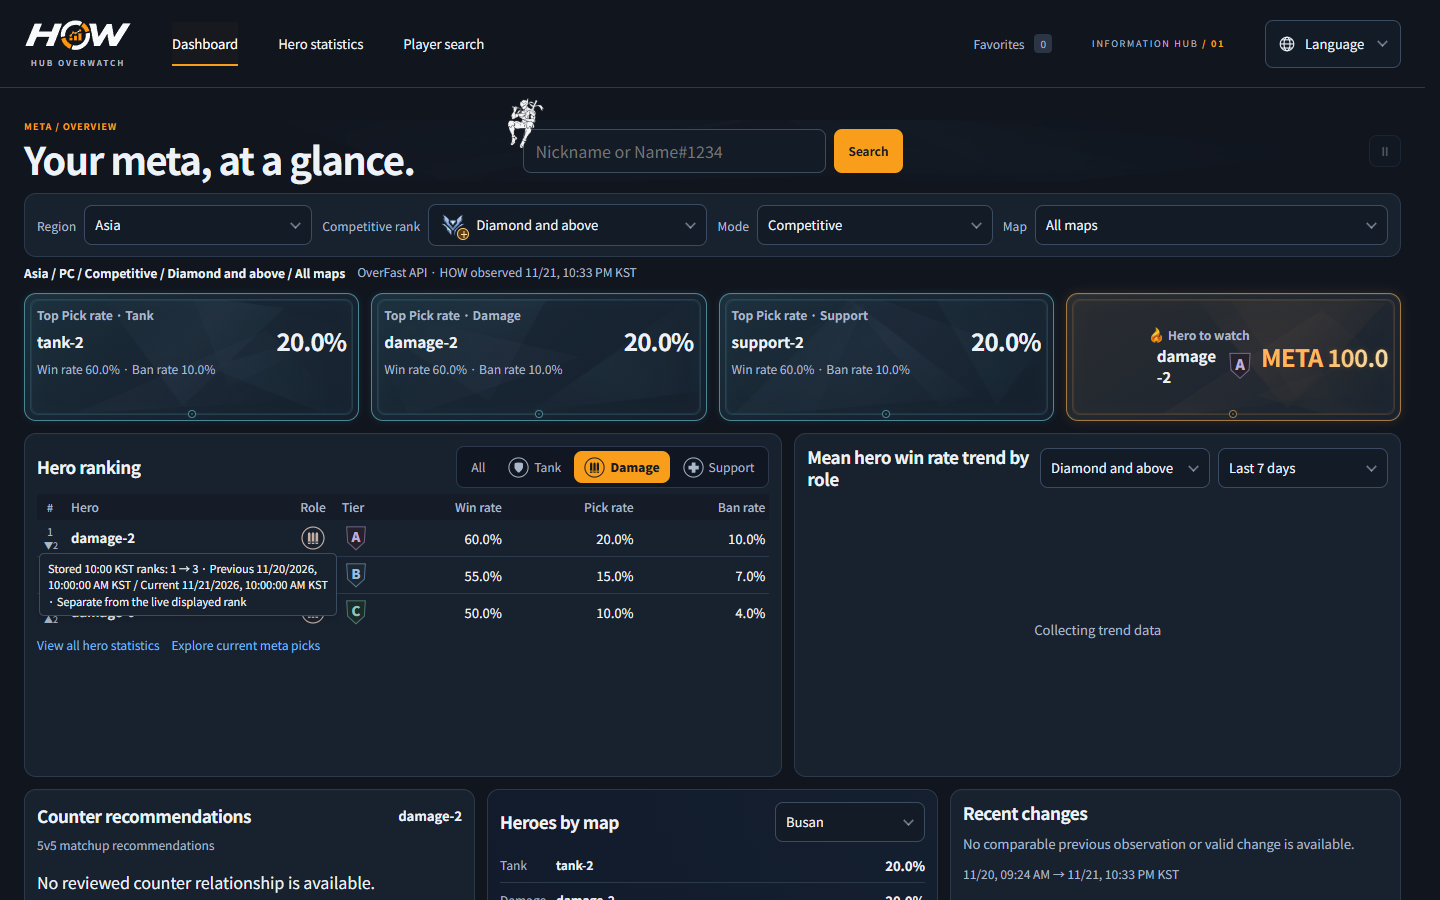 HOW
HUB OVERWATCH
Dashboard
Hero statistics
Player search
Favorites 0
INFORMATION HUB / 01
Language
META / OVERVIEW
Your meta, at a glance.
Nickname or Name#1234
Search
Region
Asia
Competitive rank
Diamond and above
Mode
Competitive
Map
All maps
Asia / PC / Competitive / Diamond and above / All maps
OverFast API · HOW observed 11/21, 10:33 PM KST
Top Pick rate · Tank
tank-2
20.0%
Win rate 60.0% · Ban rate 10.0%
Top Pick rate · Damage
damage-2
20.0%
Win rate 60.0% · Ban rate 10.0%
Top Pick rate · Support
support-2
20.0%
Win rate 60.0% · Ban rate 10.0%
Hero to watch
damage
-2
A
META 100.0
Hero ranking
All
Tank
Damage
Support
# Hero Role Tier Win rate Pick rate Ban rate
1 damage-2 A 60.0% 20.0% 10.0%
▼2
Stored 10:00 KST ranks: 1 → 3 · Previous 11/20/2026,
10:00:00 AM KST / Current 11/21/2026, 10:00:00 AM KST
· Separate from the live displayed rank
B 55.0% 15.0% 7.0%
C 50.0% 10.0% 4.0%
▲2
View all hero statistics
Explore current meta picks
Mean hero win rate trend by
role
Diamond and above
Last 7 days
Collecting trend data
Counter recommendations
damage-2
5v5 matchup recommendations
No reviewed counter relationship is available.
Heroes by map
Busan
Tank tank-2 20.0%
Damage damage-2 20.0%
Recent changes
No comparable previous observation or valid change is available.
11/20, 09:24 AM → 11/21, 10:33 PM KST